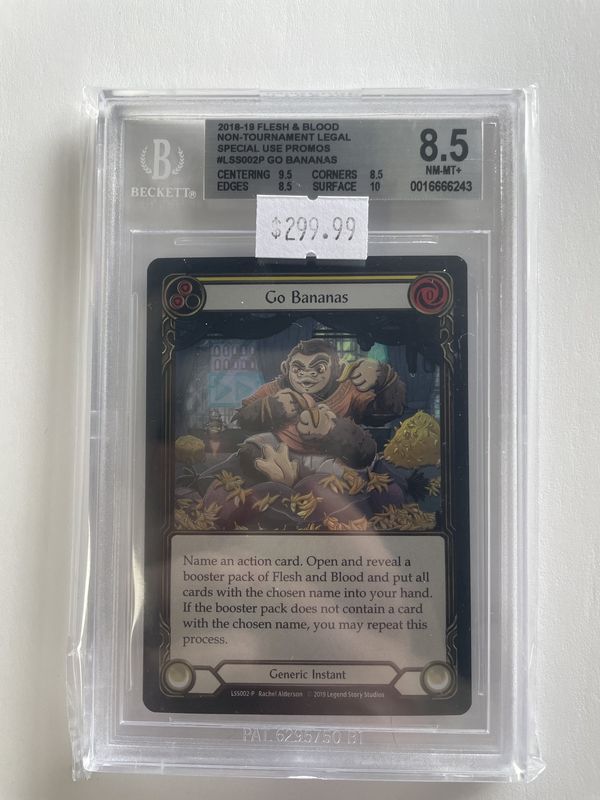 2018-19 FLESH & BLOOD
NON-TOURNAMENT LEGAL
SPECIAL USE PROMOS
#LSS002P GO BANANAS
CENTERING 9.5 CORNERS 8.5
EDGES 8.5 SURFACE 10
8.5
NM-MT+
0016666243
B
BECKETT®
$299.99
Go Bananas
0
Name an action card. Open and reveal a
booster pack of Flesh and Blood and put all
cards with the chosen name into your hand.
If the booster pack does not contain a card
with the chosen name, you may repeat this
process.
Generic Instant
LSS002-P Rachel Alderson © 2019 Legend Story Studios
PAT.6295750 B1